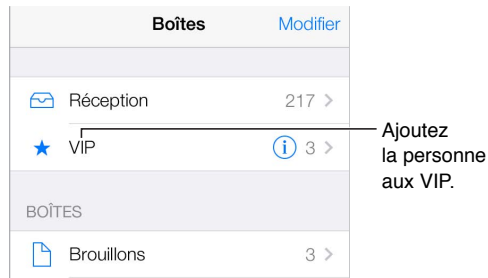 Boîtes Modifier
Réception 217 >
VIP i 3 >
Ajoutez
la personne
aux VIP.
BOÎTES
Brouillons 3 >